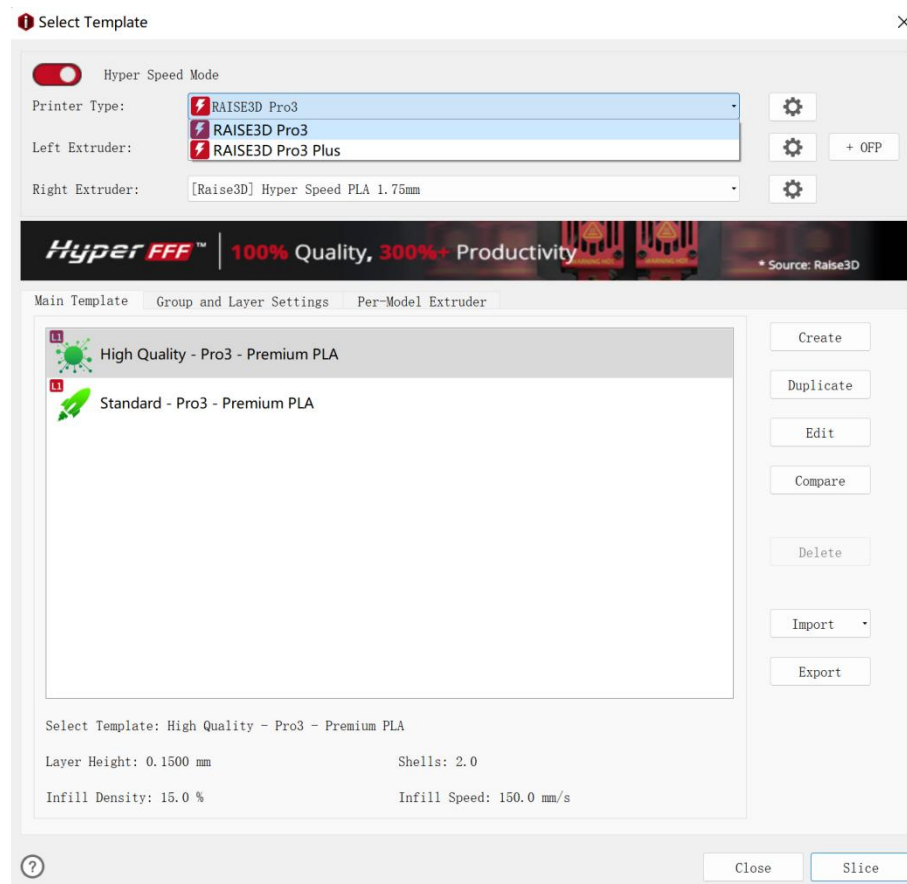 Select Template
Hyper Speed Mode
Printer Type:
RAISE3D Pro3
RAISE3D Pro3
RAISE3D Pro3 Plus
Left Extruder:
+ OFP
Right Extruder:
[Raise3D] Hyper Speed PLA 1.75mm
Hyper FFF™ | 100% Quality, 300%+ Productivity
* Source: Raise3D
Main Template
Group and Layer Settings
Per-Model Extruder
L1
High Quality - Pro3 - Premium PLA
L1
Standard - Pro3 - Premium PLA
Create
Duplicate
Edit
Compare
Delete
Import
Export
Select Template: High Quality - Pro3 - Premium PLA
Layer Height: 0.1500 mm
Shells: 2.0
Infill Density: 15.0 %
Infill Speed: 150.0 mm/s
?
Close
Slice